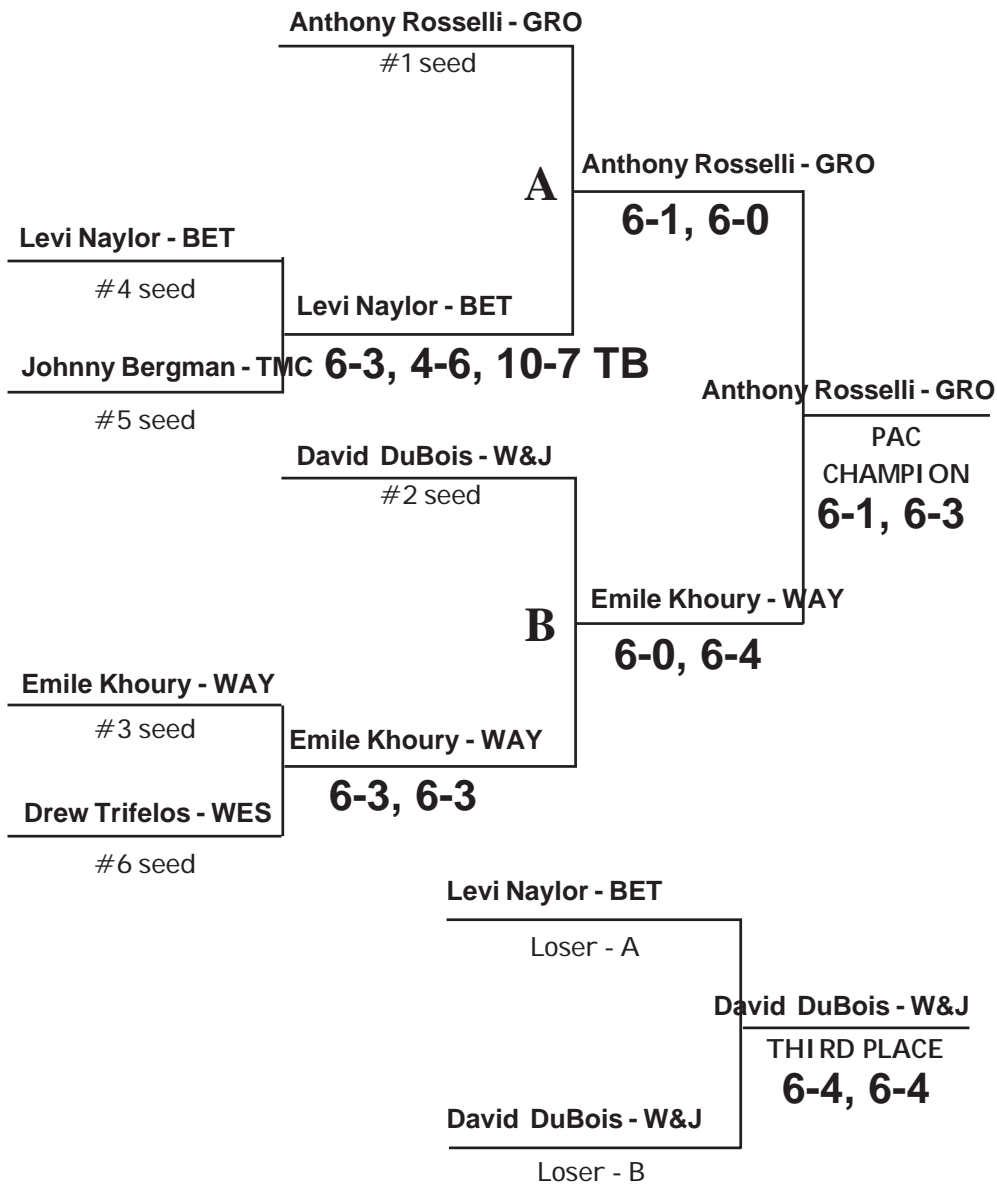 Anthony Rosselli - GRO
#1 seed
Anthony Rosselli - GRO
A
6-1, 6-0
Levi Naylor - BET
#4 seed
Levi Naylor - BET
Johnny Bergman - TMC 6-3, 4-6, 10-7 TB
#5 seed
Anthony Rosselli - GRO
PAC
CHAMPION
6-1, 6-3
David DuBois - W&J
#2 seed
Emile Khoury - WAY
B
6-0, 6-4
Emile Khoury - WAY
#3 seed
Emile Khoury - WAY
6-3, 6-3
Drew Trifelos - WES
#6 seed
Levi Naylor - BET
Loser - A
David DuBois - W&J
THIRD PLACE
6-4, 6-4
David DuBois - W&J
Loser - B